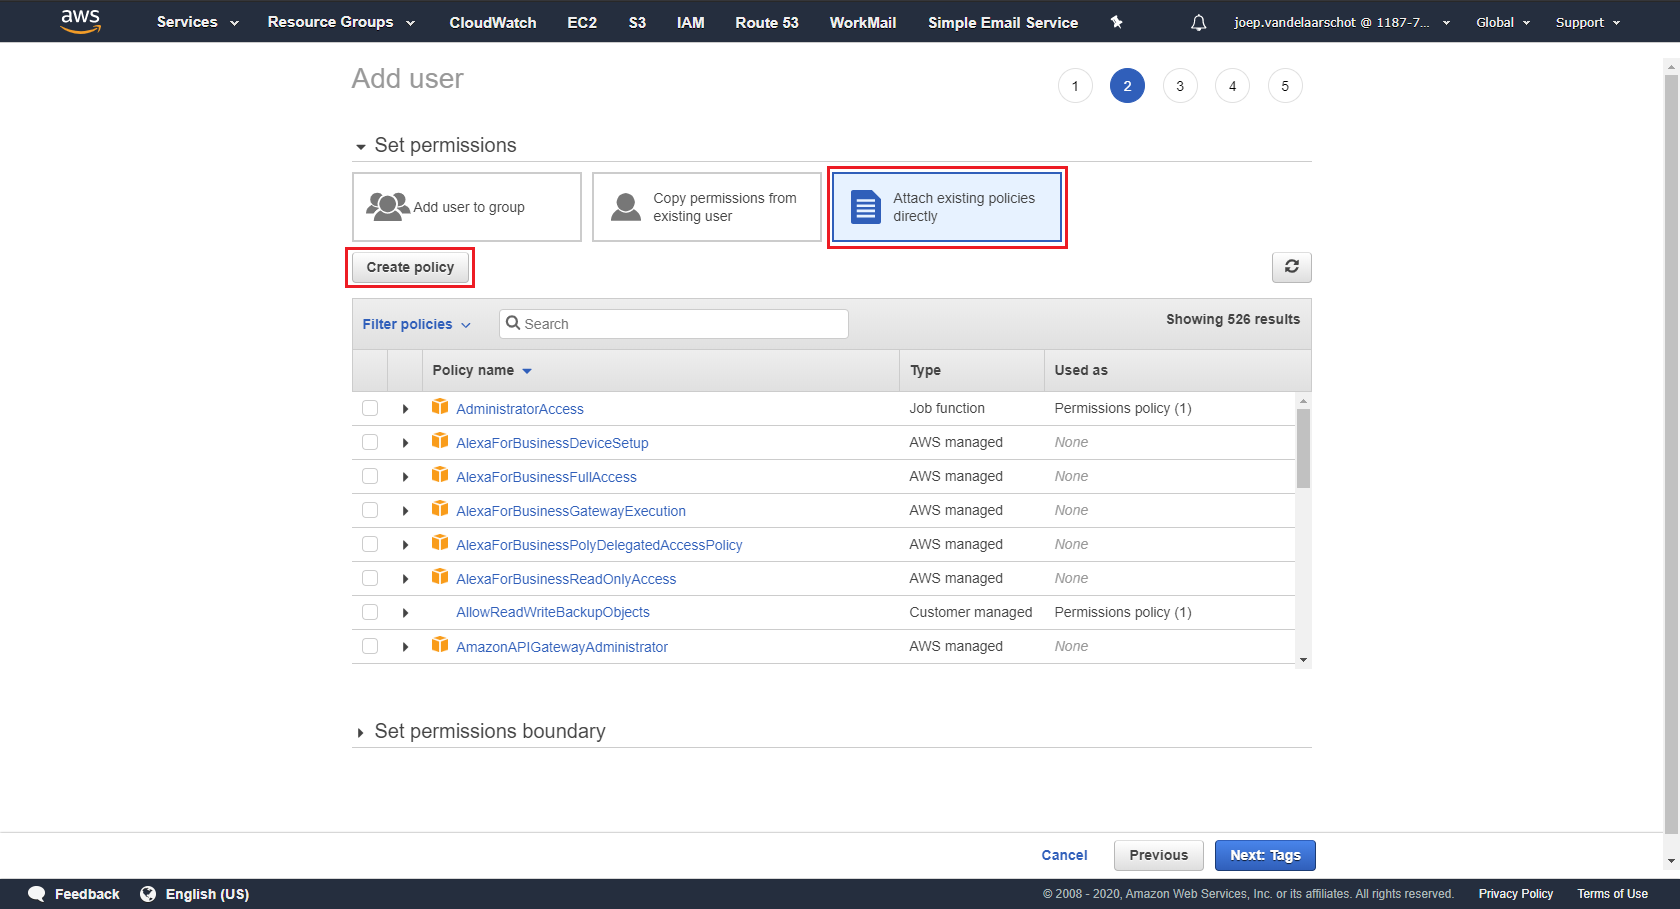 aws Services Resource Groups CloudWatch EC2 S3 IAM Route 53 WorkMail Simple Email Service joep.vandelaarschot @ 1187-7... Global Support
Add user
1 2 3 4 5
Set permissions
Add user to group
Copy permissions from
existing user
Attach existing policies
directly
Create policy
Filter policies Search Showing 526 results
Policy name Type Used as
AdministratorAccess Job function Permissions policy (1)
AlexaForBusinessDeviceSetup AWS managed None
AlexaForBusinessFullAccess AWS managed None
AlexaForBusinessGatewayExecution AWS managed None
AlexaForBusinessPolyDelegatedAccessPolicy AWS managed None
AlexaForBusinessReadOnlyAccess AWS managed None
AllowReadWriteBackupObjects Customer managed Permissions policy (1)
AmazonAPIGatewayAdministrator AWS managed None
Set permissions boundary
Cancel Previous Next: Tags
Feedback English (US) © 2008 - 2020, Amazon Web Services, Inc. or its affiliates. All rights reserved. Privacy Policy Terms of Use